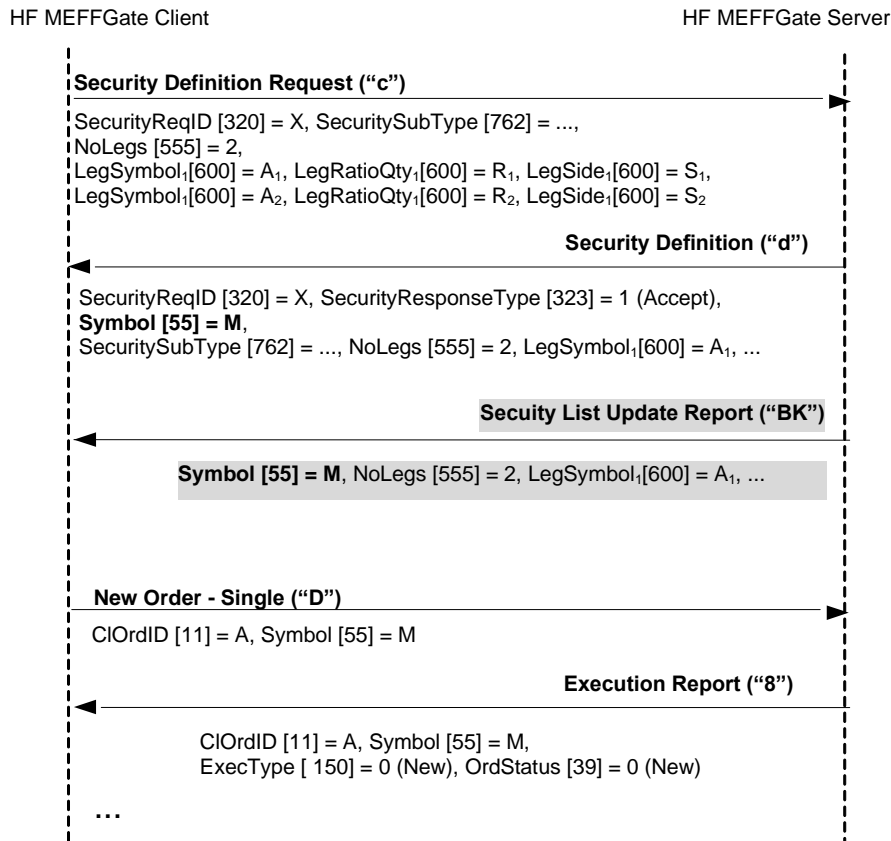 HF MEFFGate Client
HF MEFFGate Server
Security Definition Request (“c”)
SecurityReqID [320] = X, SecuritySubType [762] = ...,
NoLegs [555] = 2,
LegSymbol₁[600] = A₁, LegRatioQty₁[600] = R₁, LegSide₁[600] = S₁,
LegSymbol₁[600] = A₂, LegRatioQty₁[600] = R₂, LegSide₁[600] = S₂
Security Definition (“d”)
SecurityReqID [320] = X, SecurityResponseType [323] = 1 (Accept),
Symbol [55] = M,
SecuritySubType [762] = ..., NoLegs [555] = 2, LegSymbol₁[600] = A₁, ...
Secuity List Update Report (“BK”)
Symbol [55] = M, NoLegs [555] = 2, LegSymbol₁[600] = A₁, ...
New Order - Single (“D”)
ClOrdID [11] = A, Symbol [55] = M
Execution Report (“8”)
ClOrdID [11] = A, Symbol [55] = M,
ExecType [ 150] = 0 (New), OrdStatus [39] = 0 (New)
...